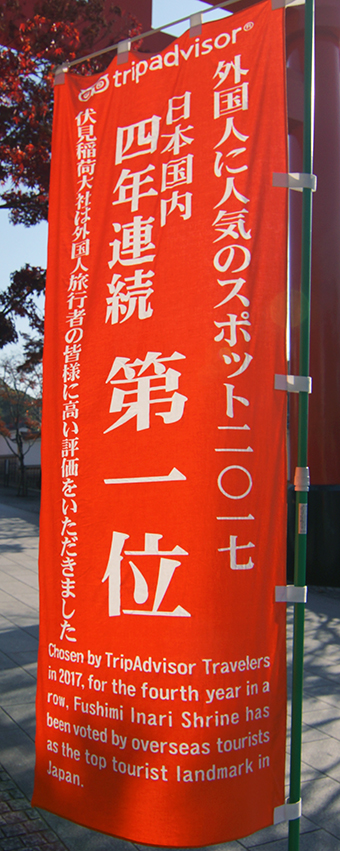 tripadvisor®
外国人に人気のスポット二〇一七
日本国内
四年連続 第一位
伏見稲荷大社は外国人旅行者の皆様に高い評価をいただきました
Chosen by TripAdvisor Travelers
in 2017, for the fourth year in a
row, Fushimi Inari Shrine has
been voted by overseas tourists
as the top tourist landmark in
Japan.